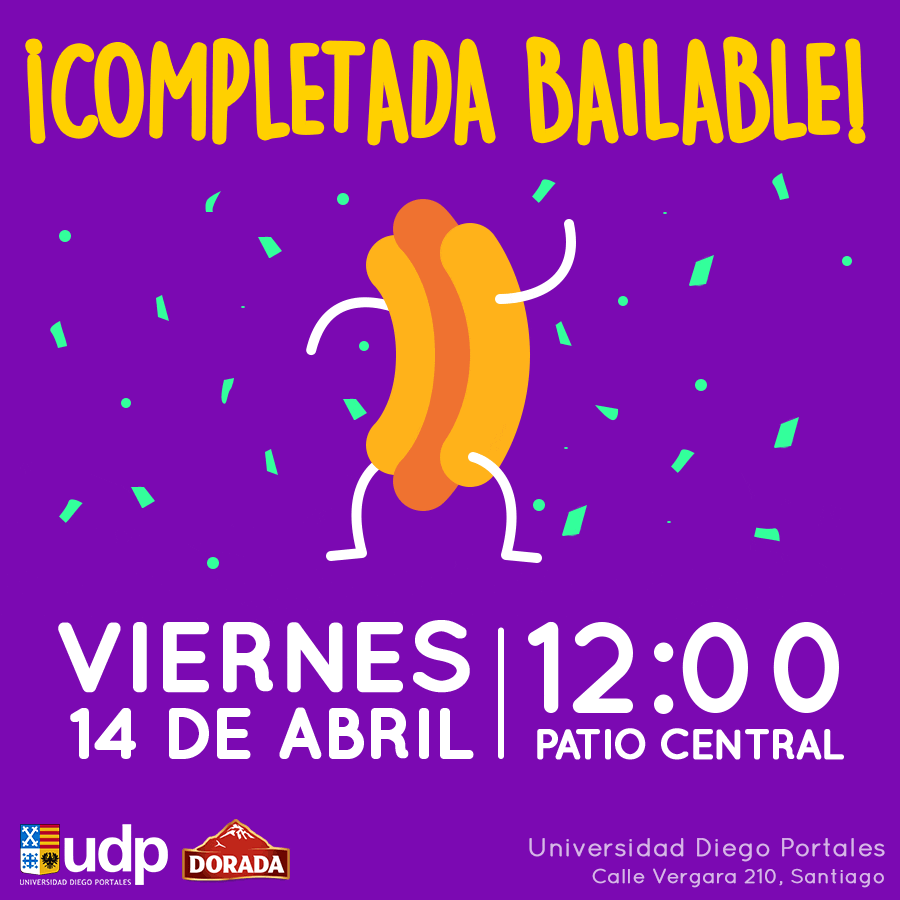 ¡COMPLETADA BAILABLE!
VIERNES
14 DE ABRIL
12:00
PATIO CENTRAL
udp
UNIVERSIDAD DIEGO PORTALES
DORADA
Universidad Diego Portales
Calle Vergara 210, Santiago